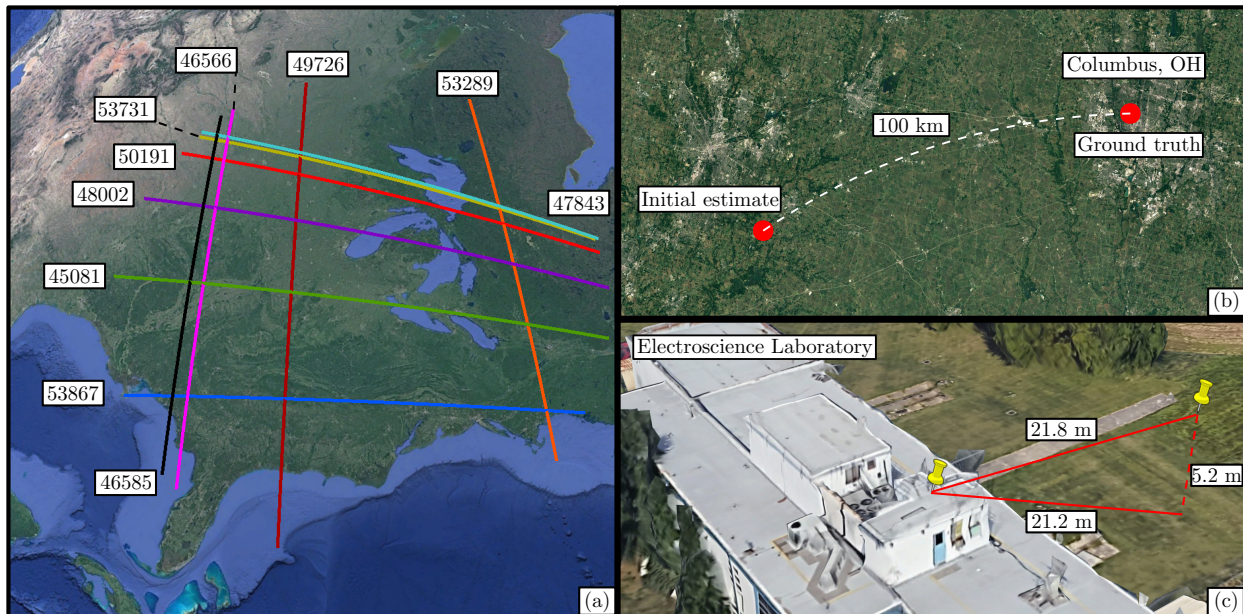 46566
49726
53289
53731
50191
48002
47843
45081
53867
46585
(a)
Columbus, OH
100 km
Ground truth
Initial estimate
(b)
Electroscience Laboratory
21.8 m
5.2 m
21.2 m
(c)